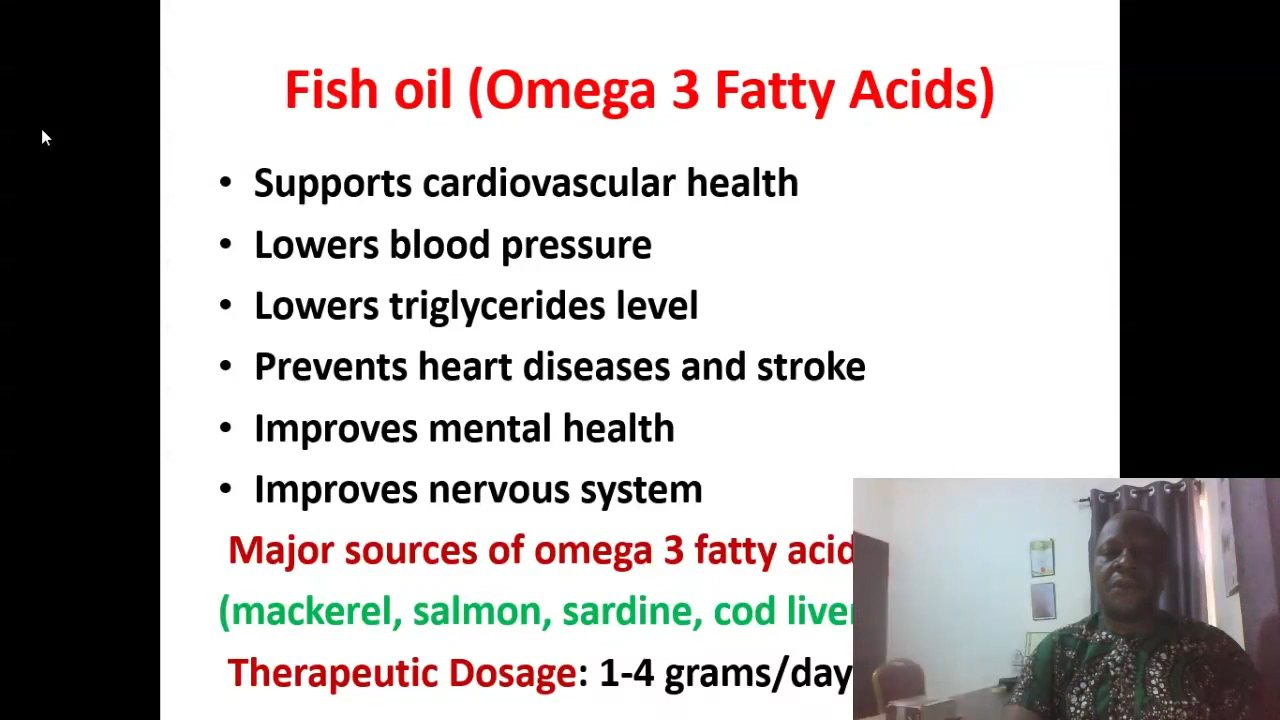 Fish oil (Omega 3 Fatty Acids)
• Supports cardiovascular health
• Lowers blood pressure
• Lowers triglycerides level
• Prevents heart diseases and stroke
• Improves mental health
• Improves nervous system
Major sources of omega 3 fatty acid
(mackerel, salmon, sardine, cod liver
Therapeutic Dosage: 1-4 grams/day